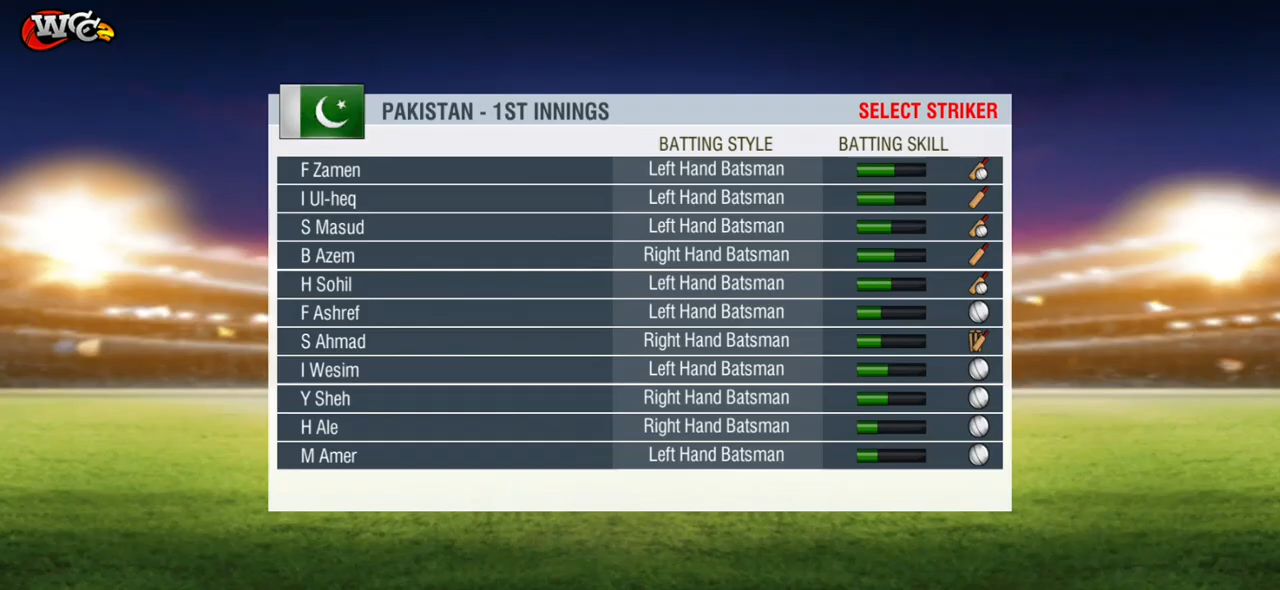 WCC
PAKISTAN - 1ST INNINGS SELECT STRIKER
BATTING STYLE BATTING SKILL
F Zamen Left Hand Batsman
I Ul-heq Left Hand Batsman
S Masud Left Hand Batsman
B Azem Right Hand Batsman
H Sohil Left Hand Batsman
F Ashref Left Hand Batsman
S Ahmad Right Hand Batsman
I Wesim Left Hand Batsman
Y Sheh Right Hand Batsman
H Ale Right Hand Batsman
M Amer Left Hand Batsman